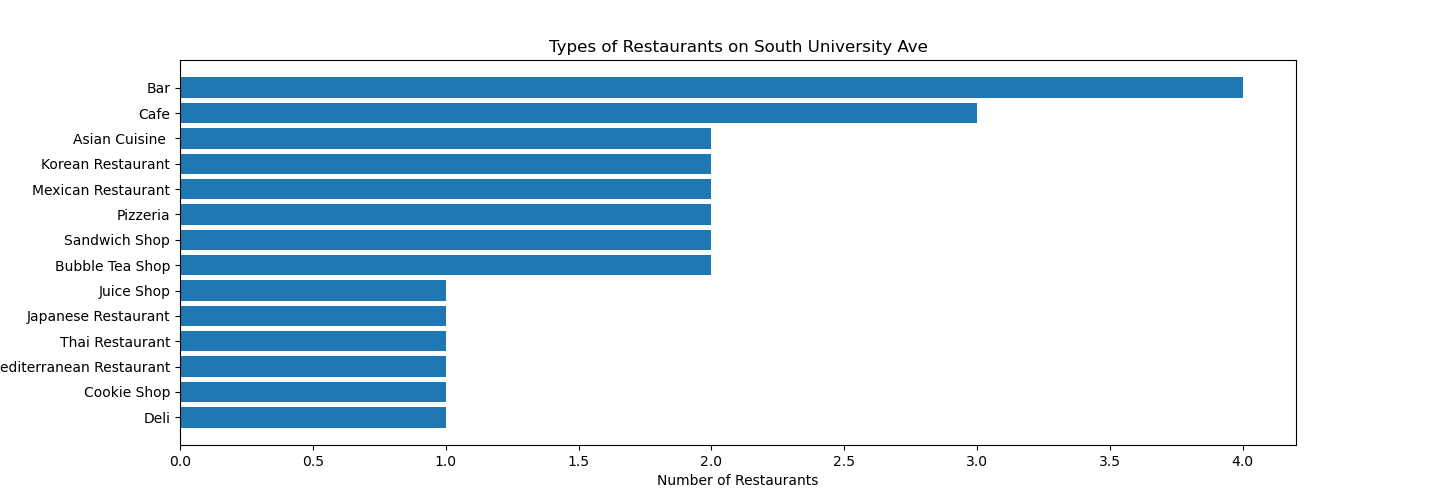 Types of Restaurants on South University Ave
Bar
Cafe
Asian Cuisine
Korean Restaurant
Mexican Restaurant
Pizzeria
Sandwich Shop
Bubble Tea Shop
Juice Shop
Japanese Restaurant
Thai Restaurant
editerranean Restaurant
Cookie Shop
Deli
0.0 0.5 1.0 1.5 2.0 2.5 3.0 3.5 4.0
Number of Restaurants